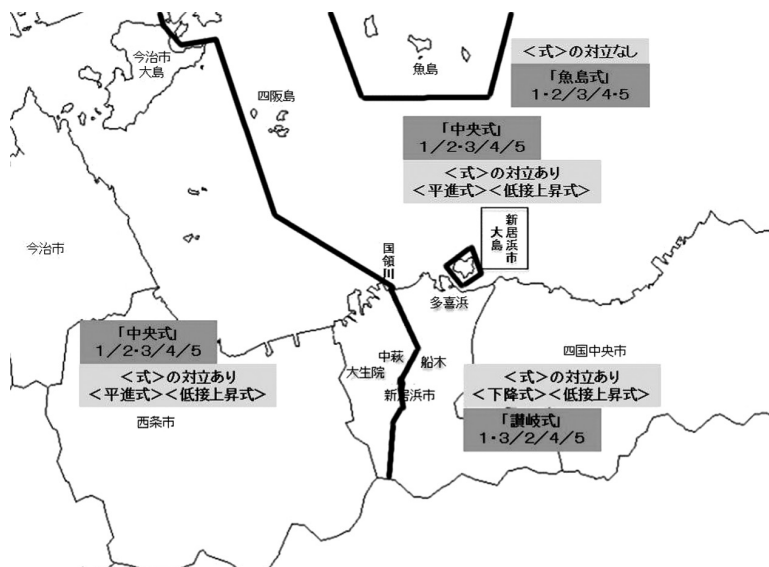 今治市
大島
四阪島
魚島
<式>の対立なし
「魚島式」
1・2/3/4・5
「中央式」
1/2・3/4/5
<式>の対立あり
<平進式><低接上昇式>
新居浜市
大島
今治市
国領川
多喜浜
「中央式」
1/2・3/4/5
<式>の対立あり
<平進式><低接上昇式>
西条市
中萩
大生院
船木
新居浜市
四国中央市
<式>の対立あり
<下降式><低接上昇式>
「讃岐式」
1・3/2/4/5